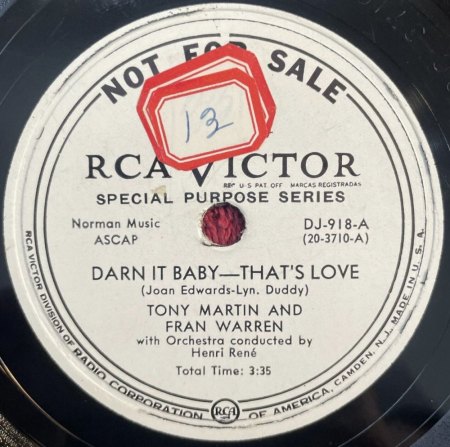 NOT FOR SALE
13
RCA VICTOR
REG U·S PAT. OFF MARCAS REGISTRADAS
SPECIAL PURPOSE SERIES
Norman Music
ASCAP
DJ-918-A
(20-3710-A)
DARN IT BABY—THAT'S LOVE
(Joan Edwards-Lyn. Duddy)
TONY MARTIN AND
FRAN WARREN
with Orchestra conducted by
Henri René
Total Time: 3:35
RCA VICTOR DIVISION OF RADIO CORPORATION OF AMERICA, CAMDEN, N.J. MADE IN U.S.A.
RCA